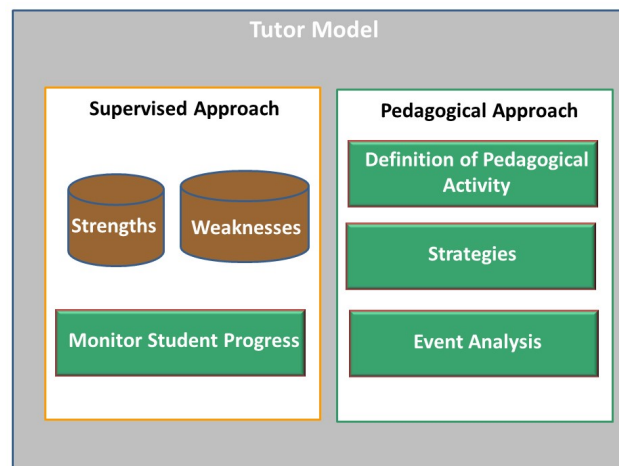 Tutor Model
Supervised Approach
Strengths
Weaknesses
Monitor Student Progress
Pedagogical Approach
Definition of Pedagogical
Activity
Strategies
Event Analysis